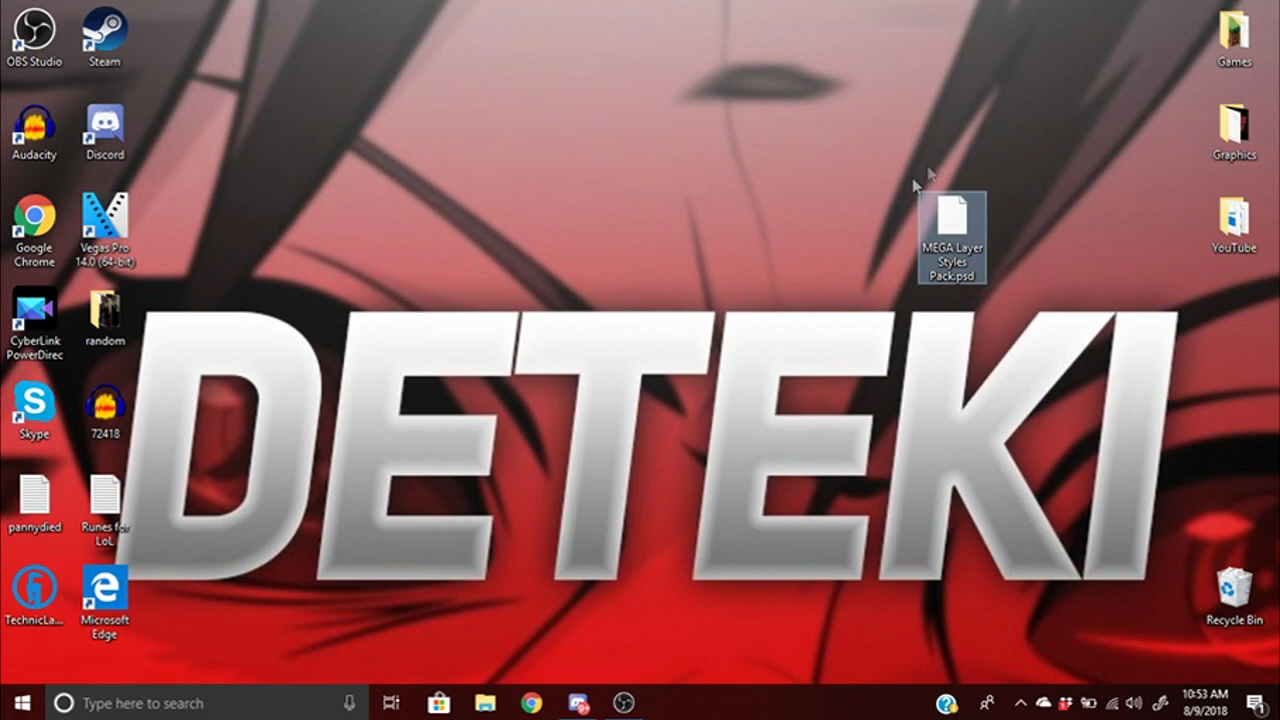 OBS Studio
Steam
Games
Audacity
Discord
Graphics
Google
Chrome
Vegas Pro
14.0 (64-bit)
MEGA Layer
Styles
Pack.psd
YouTube
CyberLink
PowerDirec
random
DETEKI
Skype
72418
pannydied
Runes for
LoL
TechnicLa...
Microsoft
Edge
Recycle Bin
Type here to search
9+
10:53 AM
8/9/2018
1